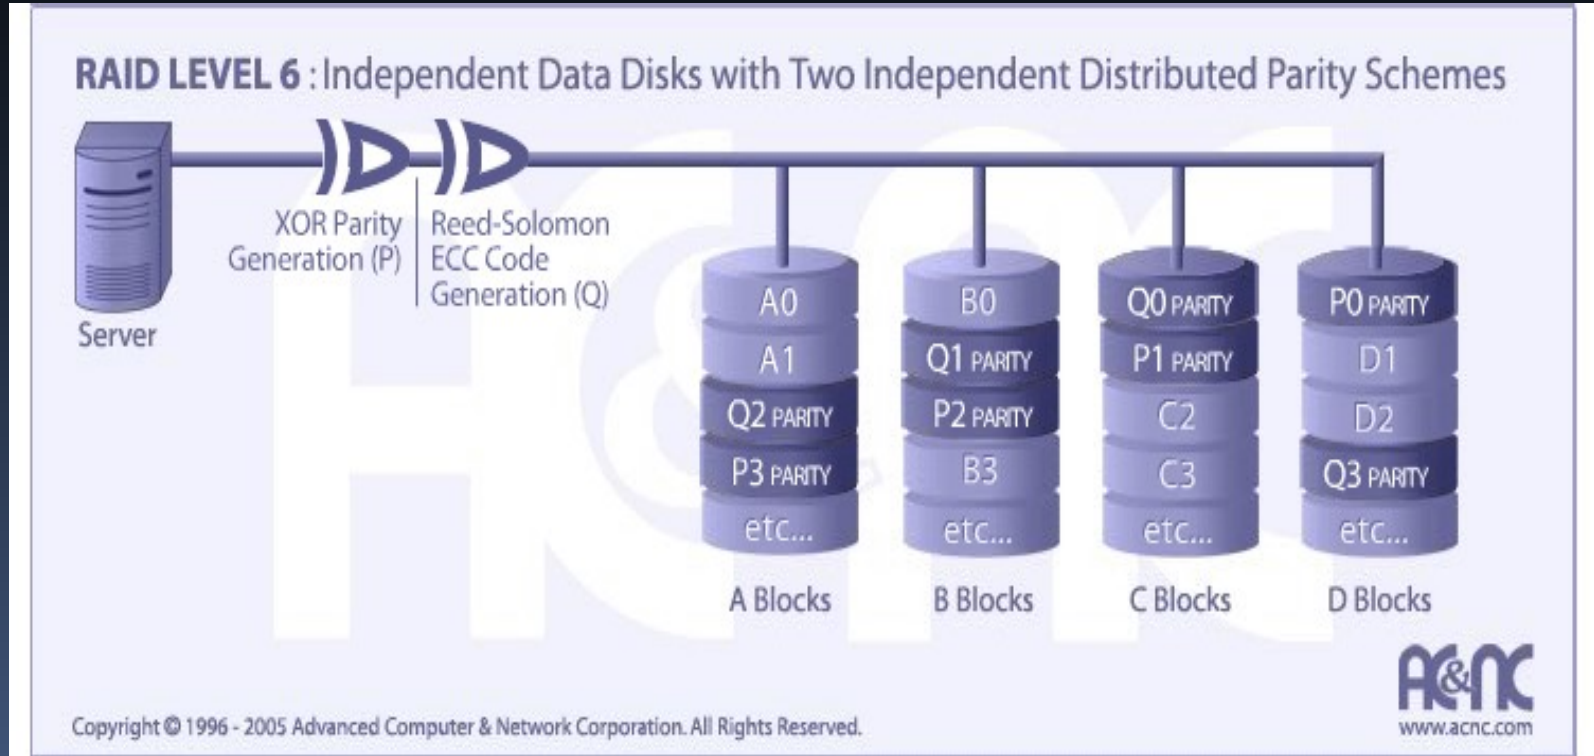 RAID LEVEL 6 : Independent Data Disks with Two Independent Distributed Parity Schemes
XOR Parity
Generation (P)
Reed-Solomon
ECC Code
Generation (Q)
Server
A0
A1
Q2 PARITY
P3 PARITY
etc...
A Blocks
B0
Q1 PARITY
P2 PARITY
B3
etc...
B Blocks
Q0 PARITY
P1 PARITY
C2
C3
etc...
C Blocks
P0 PARITY
D1
D2
Q3 PARITY
etc...
D Blocks
AC&NC
www.acnc.com
Copyright © 1996 - 2005 Advanced Computer & Network Corporation. All Rights Reserved.